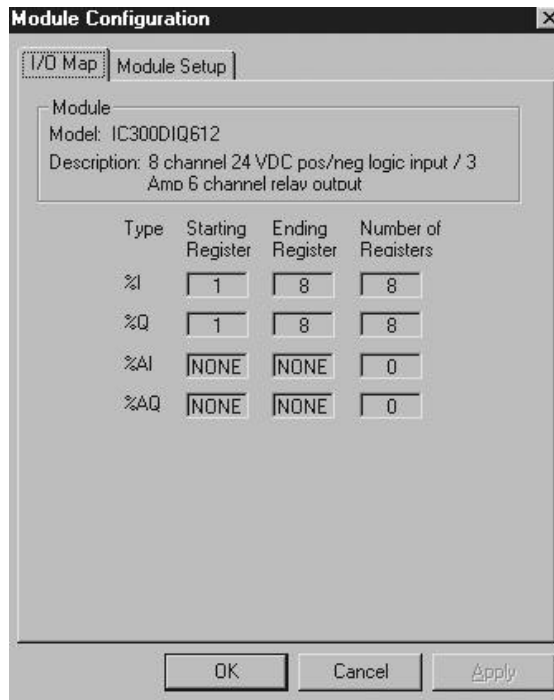 Module Configuration
I/O Map
Module Setup
Module
Model: IC300DIQ612
Description: 8 channel 24 VDC pos/neg logic input / 3
Amp 6 channel relay output
Type Starting Ending Number of
Register Register Registers
%I 1 8 8
%Q 1 8 8
%AI NONE NONE 0
%AQ NONE NONE 0
OK Cancel Apply